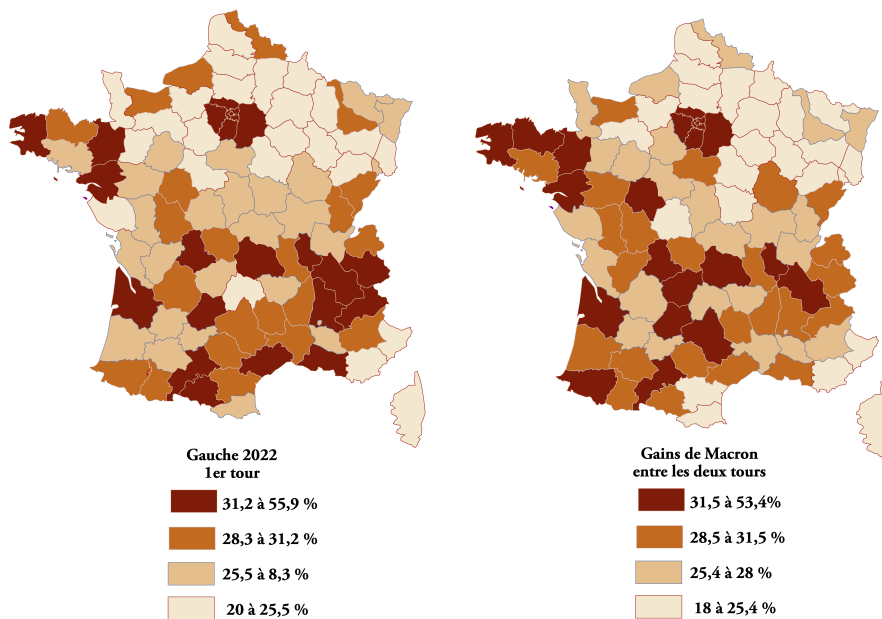 Gauche 2022
1er tour
31,2 à 55,9 %
28,3 à 31,2 %
25,5 à 8,3 %
20 à 25,5 %
Gains de Macron
entre les deux tours
31,5 à 53,4%
28,5 à 31,5 %
25,4 à 28 %
18 à 25,4 %